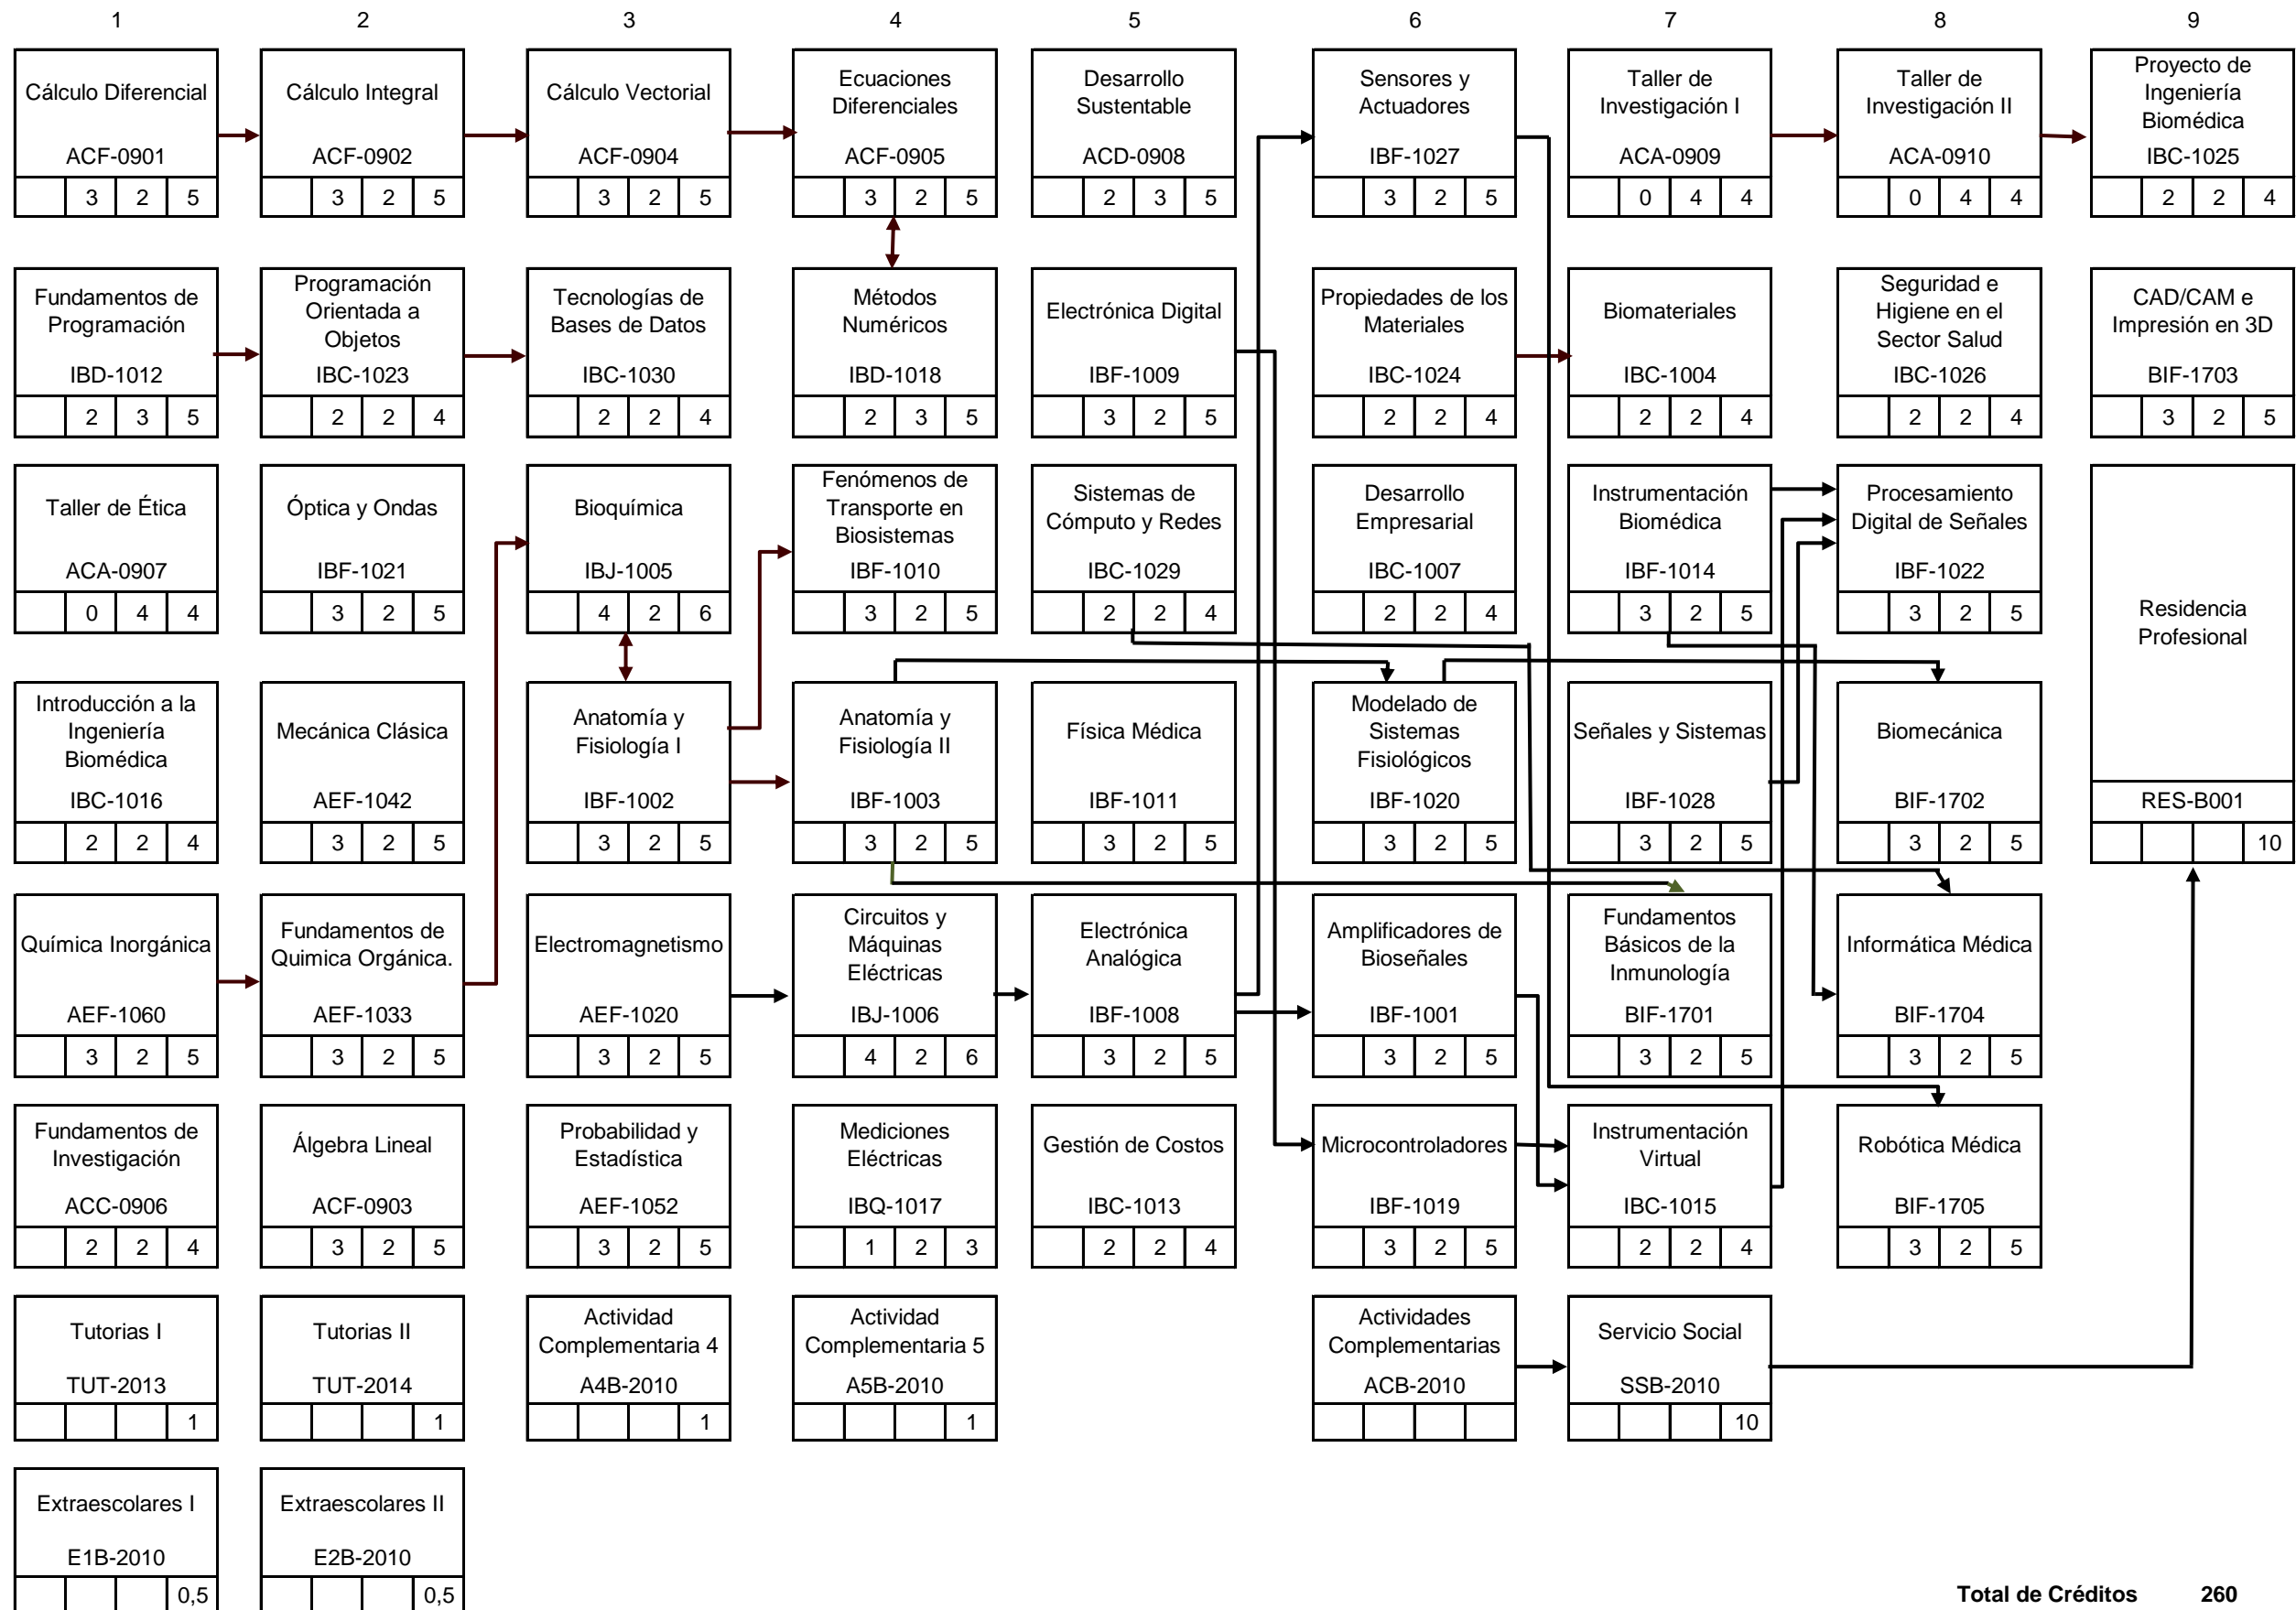 1 2 3 4 5 6 7 8 9
Cálculo Diferencial
ACF-0901
3 2 5
Cálculo Integral
ACF-0902
3 2 5
Cálculo Vectorial
ACF-0904
3 2 5
Ecuaciones
Diferenciales
ACF-0905
3 2 5
Desarrollo
Sustentable
ACD-0908
2 3 5
Sensores y
Actuadores
IBF-1027
3 2 5
Taller de
Investigación I
ACA-0909
0 4 4
Taller de
Investigación II
ACA-0910
0 4 4
Proyecto de
Ingeniería
Biomédica
IBC-1025
2 2 4
Fundamentos de
Programación
IBD-1012
2 3 5
Programación
Orientada a
Objetos
IBC-1023
2 2 4
Tecnologías de
Bases de Datos
IBC-1030
2 2 4
Métodos
Numéricos
IBD-1018
2 3 5
Electrónica Digital
IBF-1009
3 2 5
Propiedades de los
Materiales
IBC-1024
2 2 4
Biomateriales
IBC-1004
2 2 4
Seguridad e
Higiene en el
Sector Salud
IBC-1026
2 2 4
CAD/CAM e
Impresión en 3D
BIF-1703
3 2 5
Taller de Ética
ACA-0907
0 4 4
Óptica y Ondas
IBF-1021
3 2 5
Bioquímica
IBJ-1005
4 2 6
Fenómenos de
Transporte en
Biosistemas
IBF-1010
3 2 5
Sistemas de
Cómputo y Redes
IBC-1029
2 2 4
Desarrollo
Empresarial
IBC-1007
2 2 4
Instrumentación
Biomédica
IBF-1014
3 2 5
Procesamiento
Digital de Señales
IBF-1022
3 2 5
Residencia
Profesional
RES-B001
10
Introducción a la
Ingeniería
Biomédica
IBC-1016
2 2 4
Mecánica Clásica
AEF-1042
3 2 5
Anatomía y
Fisiología I
IBF-1002
3 2 5
Anatomía y
Fisiología II
IBF-1003
3 2 5
Física Médica
IBF-1011
3 2 5
Modelado de
Sistemas
Fisiológicos
IBF-1020
3 2 5
Señales y Sistemas
IBF-1028
3 2 5
Biomecánica
BIF-1702
3 2 5
Química Inorgánica
AEF-1060
3 2 5
Fundamentos de
Quimica Orgánica.
AEF-1033
3 2 5
Electromagnetismo
AEF-1020
3 2 5
Circuitos y
Máquinas
Eléctricas
IBJ-1006
4 2 6
Electrónica
Analógica
IBF-1008
3 2 5
Amplificadores de
Bioseñales
IBF-1001
3 2 5
Fundamentos
Básicos de la
Inmunología
BIF-1701
3 2 5
Informática Médica
BIF-1704
3 2 5
Fundamentos de
Investigación
ACC-0906
2 2 4
Álgebra Lineal
ACF-0903
3 2 5
Probabilidad y
Estadística
AEF-1052
3 2 5
Mediciones
Eléctricas
IBQ-1017
1 2 3
Gestión de Costos
IBC-1013
2 2 4
Microcontroladores
IBF-1019
3 2 5
Instrumentación
Virtual
IBC-1015
2 2 4
Robótica Médica
BIF-1705
3 2 5
Tutorias I
TUT-2013
1
Tutorias II
TUT-2014
1
Actividad
Complementaria 4
A4B-2010
1
Actividad
Complementaria 5
A5B-2010
1
Actividades
Complementarias
ACB-2010
Servicio Social
SSB-2010
10
Extraescolares I
E1B-2010
0,5
Extraescolares II
E2B-2010
0,5
Total de Créditos 260